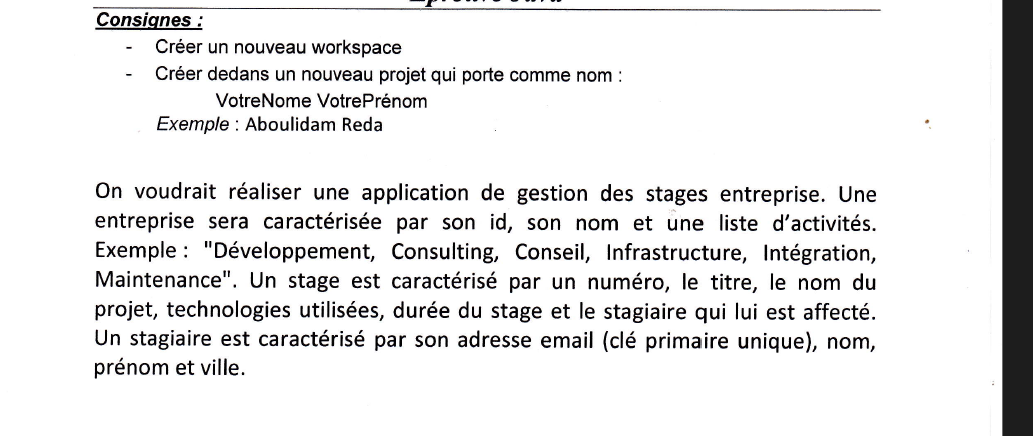 Consignes :
- Créer un nouveau workspace
- Créer dedans un nouveau projet qui porte comme nom :
VotreNome VotrePrénom
Exemple : Aboulidam Reda
On voudrait réaliser une application de gestion des stages entreprise. Une
entreprise sera caractérisée par son id, son nom et une liste d'activités.
Exemple : "Développement, Consulting, Conseil, Infrastructure, Intégration,
Maintenance". Un stage est caractérisé par un numéro, le titre, le nom du
projet, technologies utilisées, durée du stage et le stagiaire qui lui est affecté.
Un stagiaire est caractérisé par son adresse email (clé primaire unique), nom,
prénom et ville.